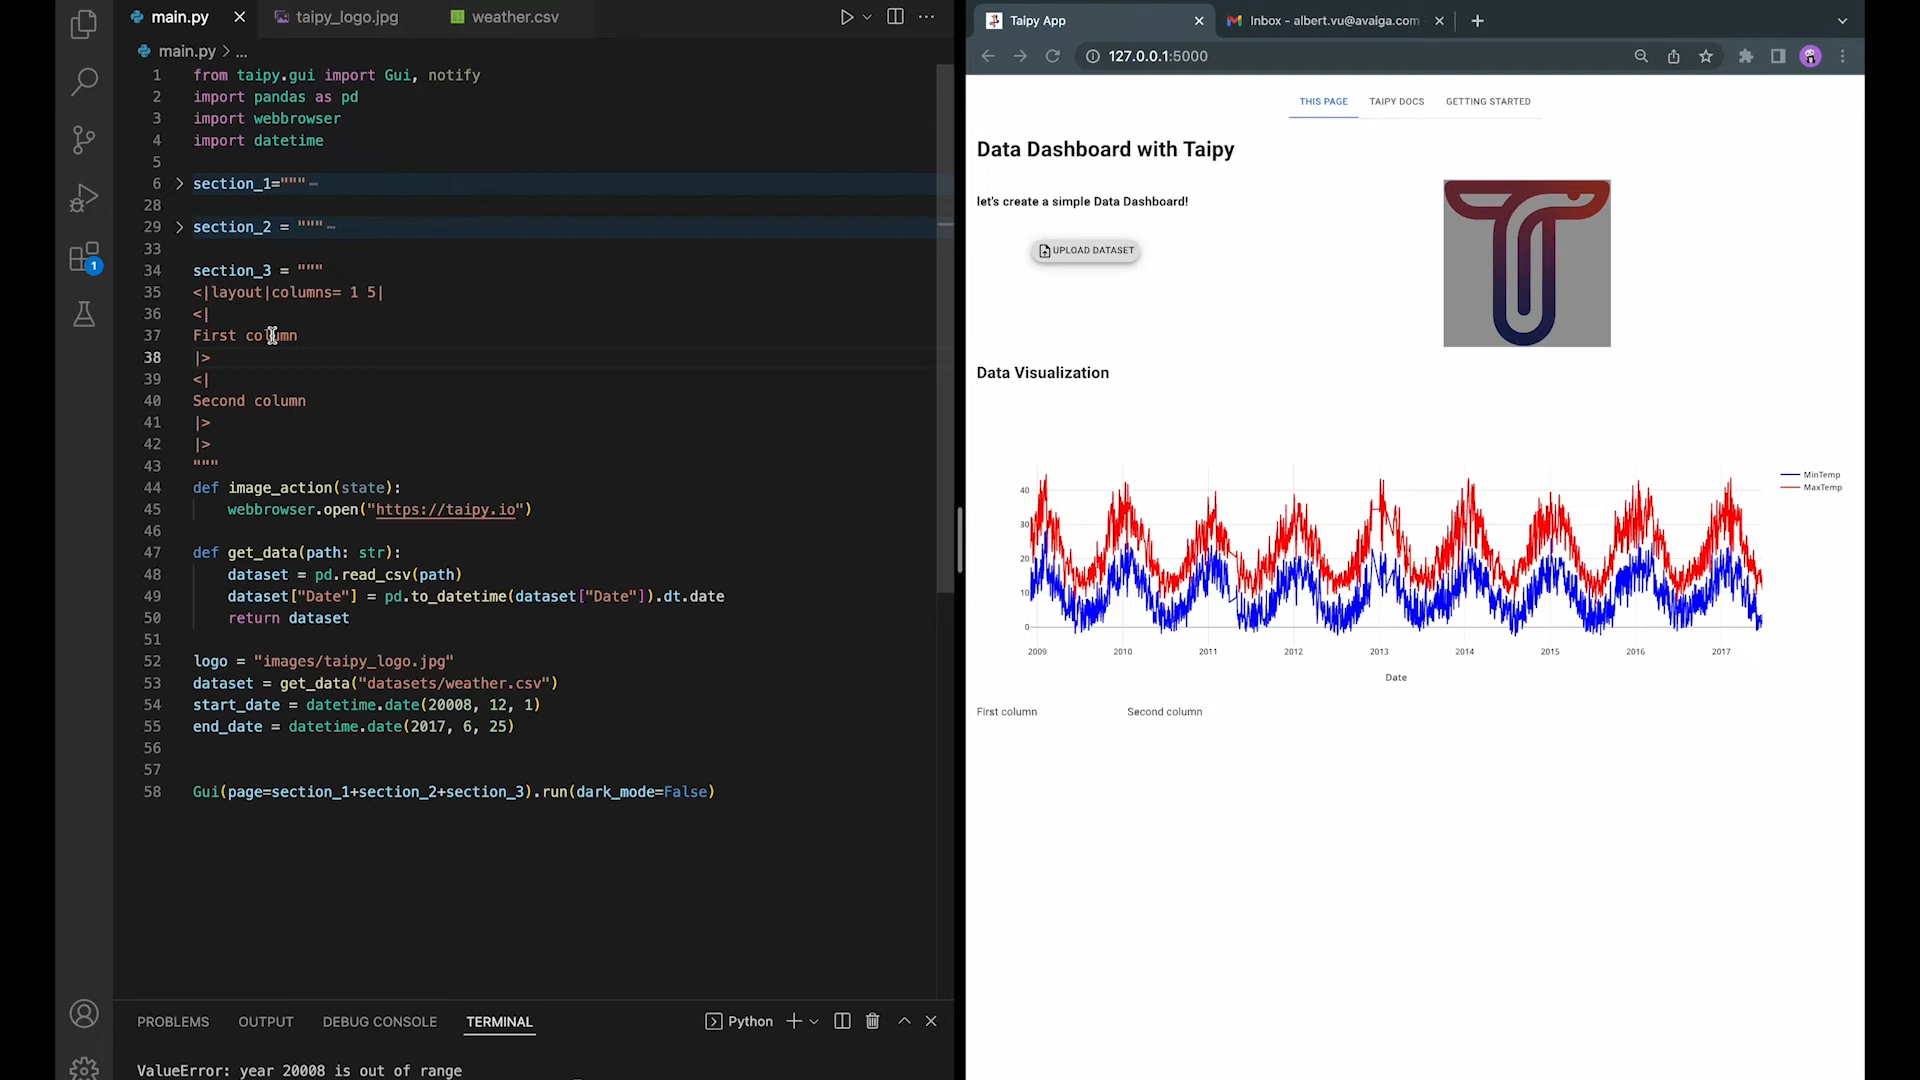 main.py
taipy_logo.jpg
weather.csv
main.py > ...
1 from taipy.gui import Gui, notify
2 import pandas as pd
3 import webbrowser
4 import datetime
5
6 section_1="""
28
29 section_2 = """
33
34 section_3 = """
35 <|layout|columns= 1 5|
36 <|
37 First column
38 |>
39 <|
40 Second column
41 |>
42 |>
43 """
44 def image_action(state):
45 webbrowser.open("https://taipy.io")
46
47 def get_data(path: str):
48 dataset = pd.read_csv(path)
49 dataset["Date"] = pd.to_datetime(dataset["Date"]).dt.date
50 return dataset
51
52 logo = "images/taipy_logo.jpg"
53 dataset = get_data("datasets/weather.csv")
54 start_date = datetime.date(20008, 12, 1)
55 end_date = datetime.date(2017, 6, 25)
56
57
58 Gui(page=section_1+section_2+section_3).run(dark_mode=False)
1
PROBLEMS OUTPUT DEBUG CONSOLE TERMINAL
Python
ValueError: year 20008 is out of range
Taipy App
Inbox - albert.vu@avaiga.com
127.0.0.1:5000
THIS PAGE TAIPY DOCS GETTING STARTED
Data Dashboard with Taipy
let's create a simple Data Dashboard!
UPLOAD DATASET
Data Visualization
MinTemp
MaxTemp
40
30
20
10
0
2009 2010 2011 2012 2013 2014 2015 2016 2017
Date
First column Second column